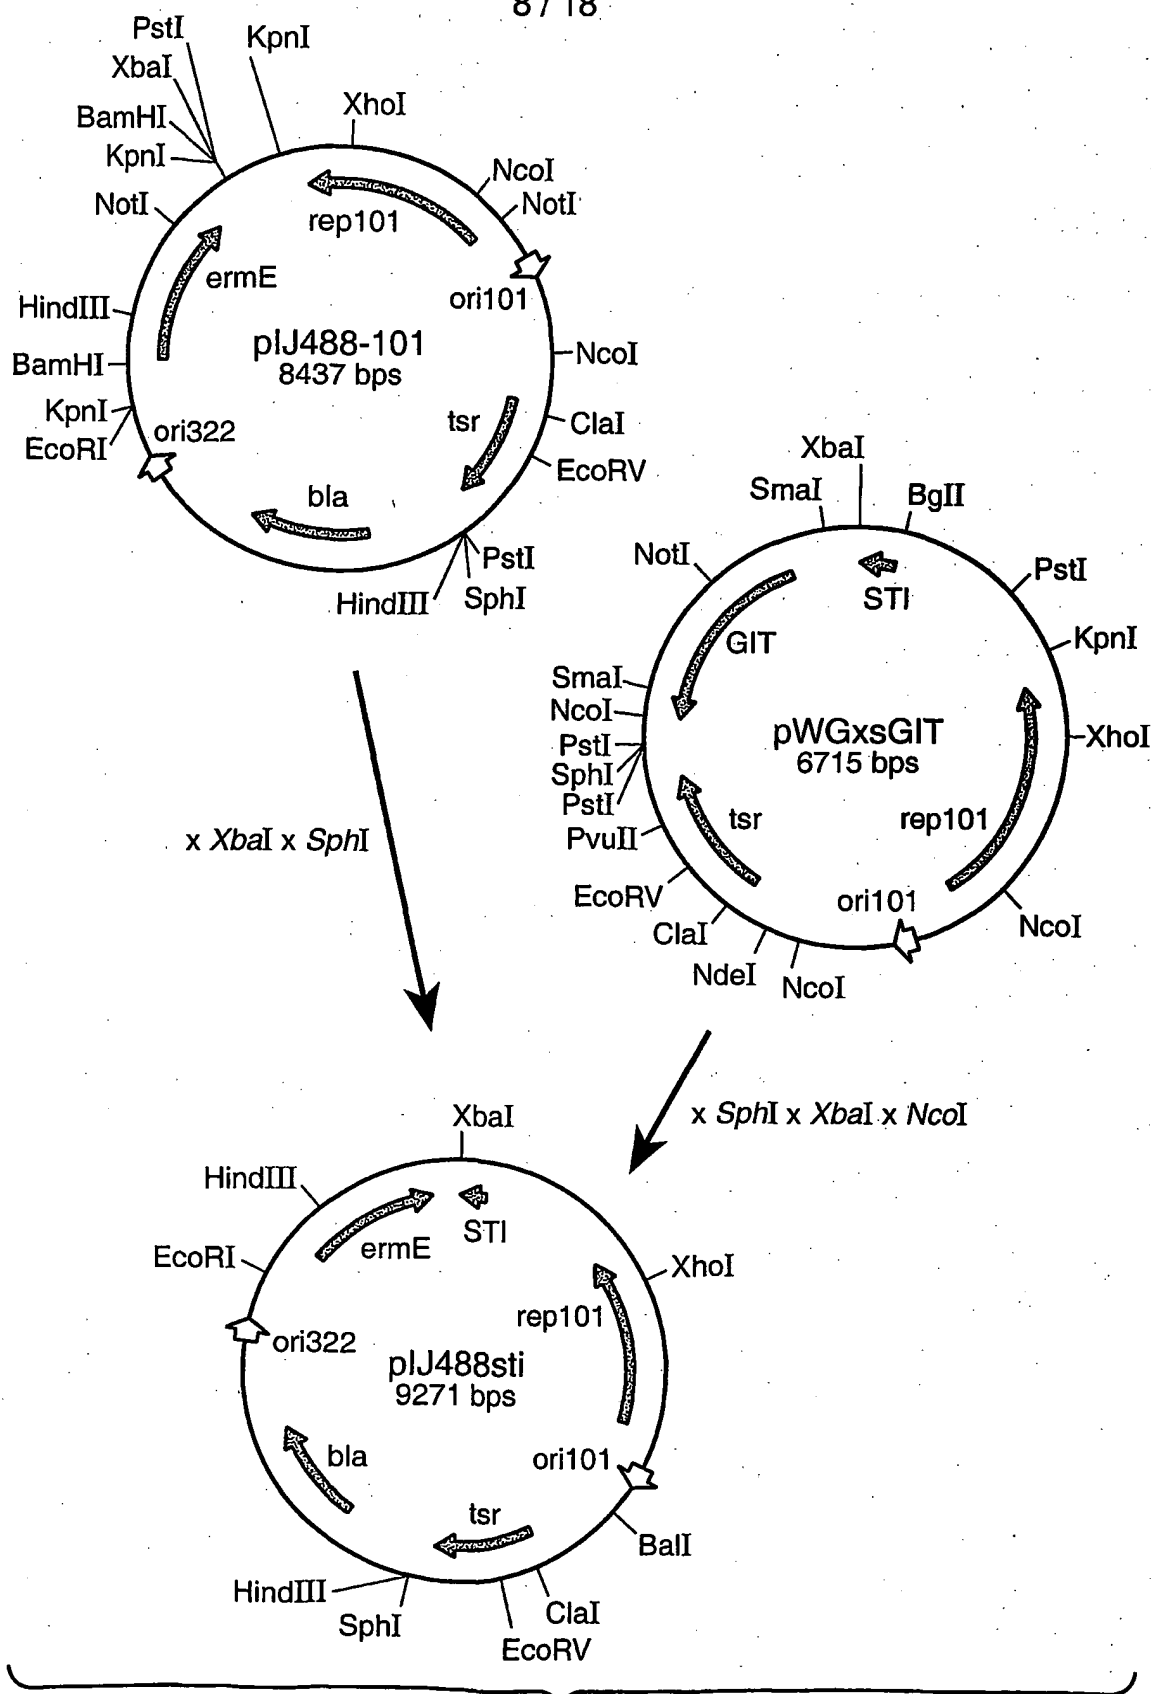 8 / 18
PstI
KpnI
XbaI
XhoI
BamHI
KpnI
NcoI
NotI
NotI
rep101
ermE
ori101
HindIII
pIJ488-101
8437 bps
NcoI
BamHI
KpnI
tsr
ClaI
ori322
EcoRI
EcoRV
bla
PstI
HindIII
SphI
XbaI
SmaI
BglI
NotI
PstI
STI
GIT
KpnI
SmaI
NcoI
pWGxsGIT
6715 bps
XhoI
PstI
SphI
PstI
tsr
rep101
PvuII
EcoRV
ori101
ClaI
NcoI
NdeI
NcoI
x XbaI x SphI
x SphI x XbaI x NcoI
XbaI
HindIII
STI
ermE
EcoRI
XhoI
rep101
ori322
pIJ488sti
9271 bps
ori101
bla
tsr
BalI
HindIII
ClaI
SphI
EcoRV